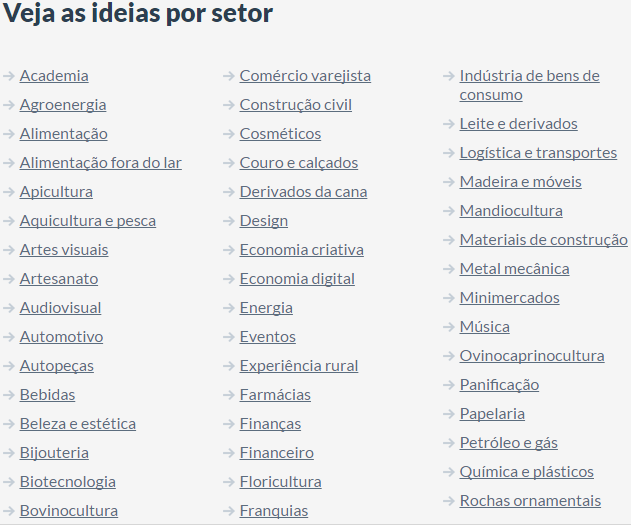 Veja as ideias por setor
Academia
Agroenergia
Alimentação
Alimentação fora do lar
Apicultura
Aquicultura e pesca
Artes visuais
Artesanato
Audiovisual
Automotivo
Autopeças
Bebidas
Beleza e estética
Bijouteria
Biotecnologia
Bovinocultura
Comércio varejista
Construção civil
Cosméticos
Couro e calçados
Derivados da cana
Design
Economia criativa
Economia digital
Energia
Eventos
Experiência rural
Farmácias
Finanças
Financeiro
Floricultura
Franquias
Indústria de bens de
consumo
Leite e derivados
Logística e transportes
Madeira e móveis
Mandiocultura
Materiais de construção
Metal mecânica
Minimercados
Música
Ovinocaprinocultura
Panificação
Papelaria
Petróleo e gás
Química e plásticos
Rochas ornamentais